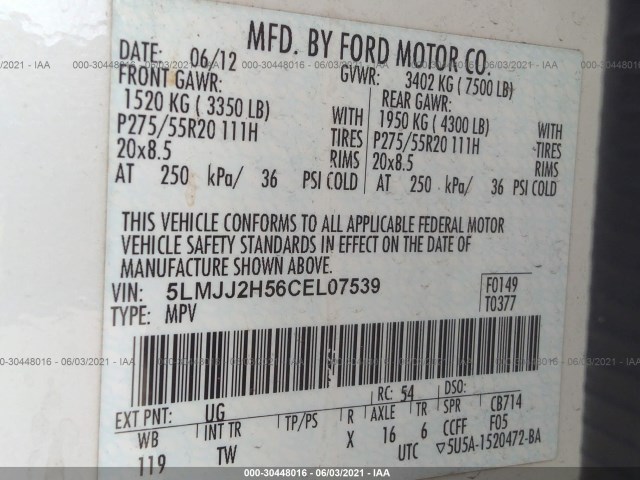 000-30448016 - 06/03/2021 - IAA
MFD. BY FORD MOTOR CO.
DATE: 06/12 GVWR: 3402 KG ( 7500 LB)
FRONT GAWR: REAR GAWR:
1520 KG ( 3350 LB) WITH 1950 KG ( 4300 LB) WITH
P275/55R20 111H TIRES P275/55R20 111H TIRES
20x8.5 RIMS 20x8.5 RIMS
AT 250 kPa/ 36 PSI COLD AT 250 kPa/ 36 PSI COLD
THIS VEHICLE CONFORMS TO ALL APPLICABLE FEDERAL MOTOR
VEHICLE SAFETY STANDARDS IN EFFECT ON THE DATE OF
MANUFACTURE SHOWN ABOVE.
VIN: 5LMJJ2H56CEL07539 F0149
TYPE: MPV T0377
000-30448016 - 06/03/2021 - IAA
EXT PNT: UG RC: 54 DSO:
WB INT TR TP/PS R AXLE TR SPR CB714
119 TW X 16 6 CCFF F05
UTC ▽5U5A-1520472-BA
000-30448016 - 06/03/2021 - IAA